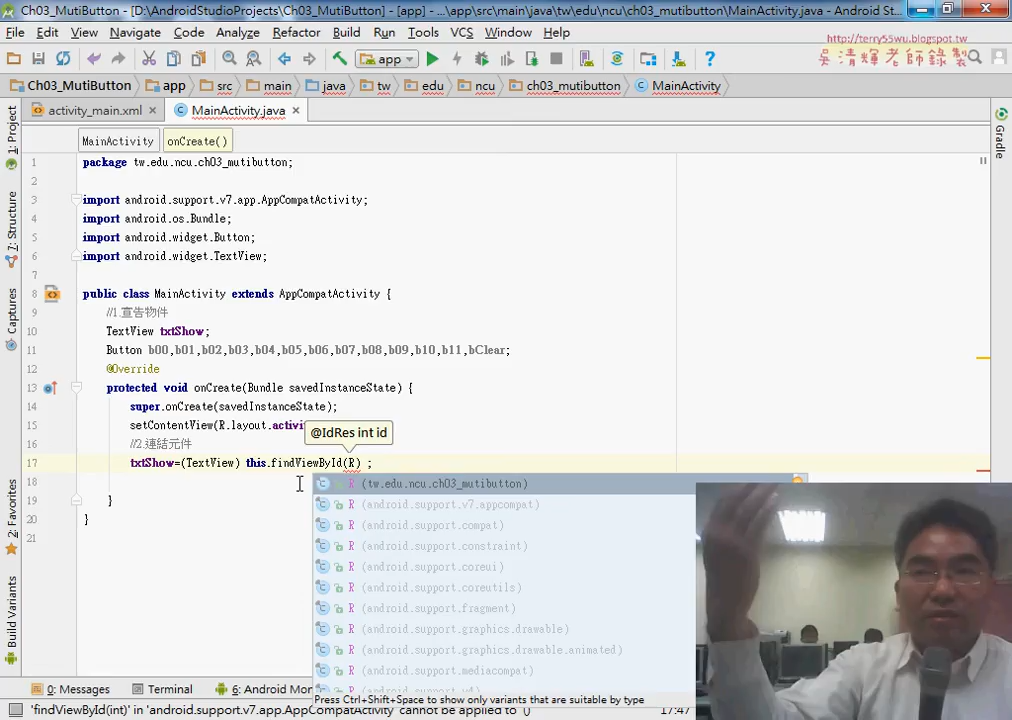 Ch03_MutiButton - [D:\AndroidStudioProjects\Ch03_MutiButton] - [app] - ...\app\src\main\java\tw\edu\ncu\ch03_mutibutton\MainActivity.java - Android St...
File Edit View Navigate Code Analyze Refactor Build Run Tools VCS Window Help
http://terry55wu.blogspot.tw
吳清輝老師錄製
app
Ch03_MutiButton app src main java tw edu ncu ch03_mutibutton MainActivity
activity_main.xml MainActivity.java
MainActivity onCreate()
1 package tw.edu.ncu.ch03_mutibutton;
2
3 import android.support.v7.app.AppCompatActivity;
4 import android.os.Bundle;
5 import android.widget.Button;
6 import android.widget.TextView;
7
8 public class MainActivity extends AppCompatActivity {
9 //1.宣告物件
10 TextView txtShow;
11 Button b00,b01,b02,b03,b04,b05,b06,b07,b08,b09,b10,b11,bClear;
12 @Override
13 protected void onCreate(Bundle savedInstanceState) {
14 super.onCreate(savedInstanceState);
15 setContentView(R.layout.activi
@IdRes int id
16 //2.連結元件
17 txtShow=(TextView) this.findViewById(R) ;
18
19 }
20 }
21
R (tw.edu.ncu.ch03_mutibutton)
R (android.support.v7.appcompat)
R (android.support.compat)
R (android.support.constraint)
R (android.support.coreui)
R (android.support.coreutils)
R (android.support.fragment)
R (android.support.graphics.drawable)
R (android.support.graphics.drawable.animated)
R (android.support.mediacompat)
R (android.support.v4)
Press Ctrl+Shift+Space to show only variants that are suitable by type
1: Project
7: Structure
Captures
2: Favorites
Build Variants
Gradle
0: Messages Terminal 6: Android Mon
'findViewById(int)' in 'android.support.v7.app.AppCompatActivity' cannot be applied to '()' 17:47